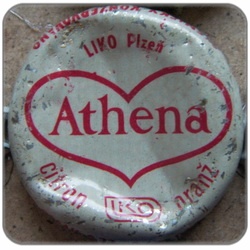 LIKO Plzeň
Athena
citron oranž
LIKO